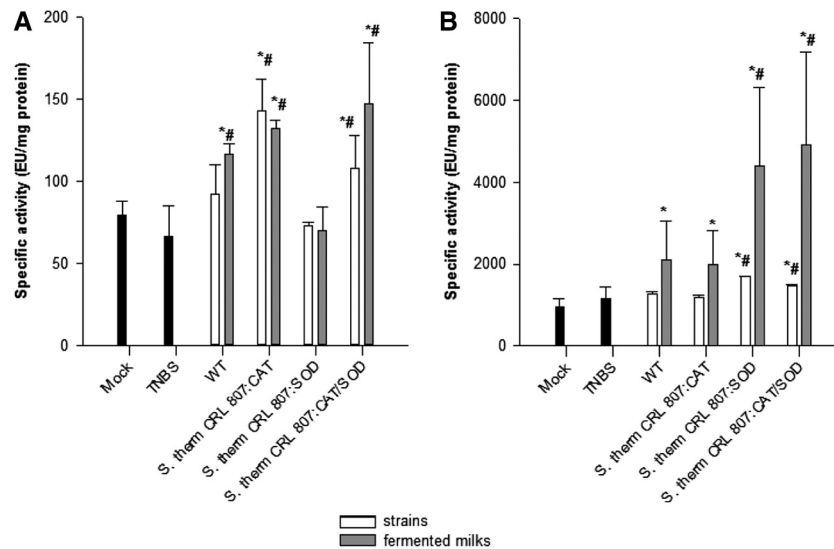 A
Specific activity (EU/mg protein)
200
150
100
50
0
*#
*#
*#
*#
*#
Mock
TNBS
WT
S. therm CRL 807:CAT
S. therm CRL 807:SOD
S. therm CRL 807:CAT/SOD
B
Specific activity (EU/mg protein)
8000
6000
4000
2000
0
*
*
*#
*#
*#
*#
Mock
TNBS
WT
S. therm CRL 807:CAT
S. therm CRL 807:SOD
S. therm CRL 807:CAT/SOD
strains
fermented milks